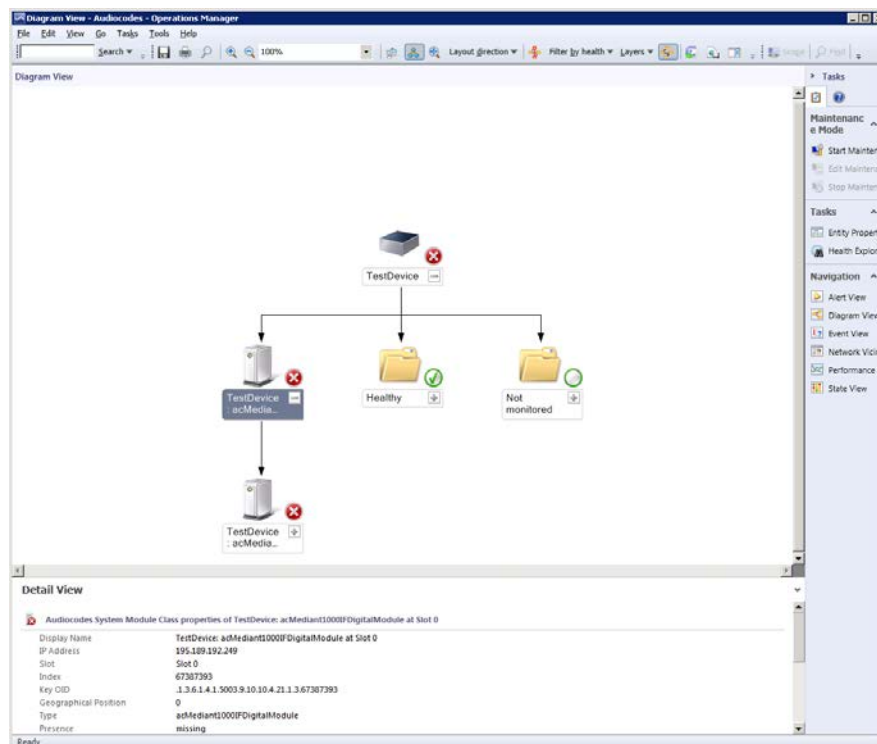 Diagram View - Audiocodes - Operations Manager
File Edit View Go Tasks Tools Help
Search 100% Layout direction Filter by health Layers Find
Diagram View
Tasks
Maintenanc
e Mode
Start Mainten
Edit Mainten
Stop Mainten
Tasks
Entity Proper
Health Explor
Navigation
Alert View
Diagram View
Event View
Network Vici
Performance
State View
TestDevice
TestDevice
: acMedia...
Healthy
Not
monitored
TestDevice
: acMedia...
Detail View
Audiocodes System Module Class properties of TestDevice: acMediant1000IFDigitalModule at Slot 0
Display Name TestDevice: acMediant1000IFDigitalModule at Slot 0
IP Address 195.189.192.249
Slot Slot 0
Index 67387393
Key OID .1.3.6.1.4.1.5003.9.10.10.4.21.1.3.67387393
Geographical Position 0
Type acMediant1000IFDigitalModule
Presence missing
Ready